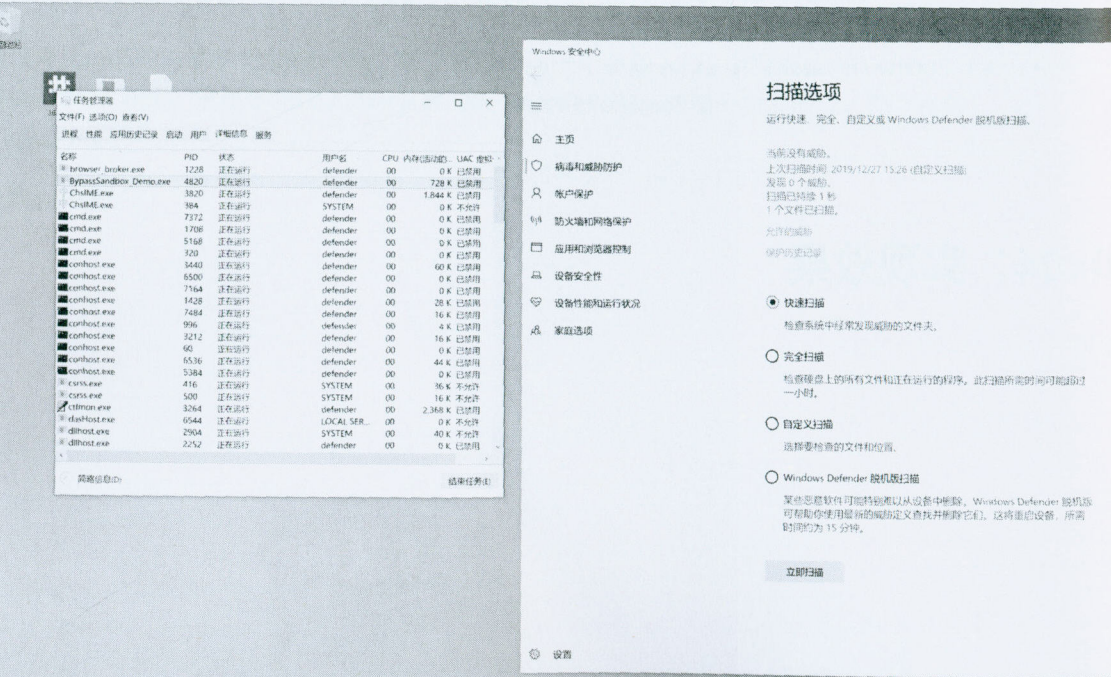 任务管理器
文件(F) 选项(O) 查看(V)
进程 性能 应用历史记录 启动 用户 详细信息 服务
名称 PID 状态 用户名 CPU 内存(活动的... UAC 虚拟
browser_broker.exe 1228 正在运行 defender 00 0 K 已禁用
BypassSandbox_Demo.exe 4820 正在运行 defender 00 728 K 已禁用
ChsIME.exe 3820 正在运行 defender 00 1,844 K 已禁用
ChsIME.exe 384 正在运行 SYSTEM 00 0 K 不允许
cmd.exe 7372 正在运行 defender 00 0 K 已禁用
cmd.exe 1708 正在运行 defender 00 0 K 已禁用
cmd.exe 5168 正在运行 defender 00 0 K 已禁用
cmd.exe 320 正在运行 defender 00 0 K 已禁用
conhost.exe 3440 正在运行 defender 00 60 K 已禁用
conhost.exe 6500 正在运行 defender 00 0 K 已禁用
conhost.exe 7164 正在运行 defender 00 0 K 已禁用
conhost.exe 1428 正在运行 defender 00 28 K 已禁用
conhost.exe 7484 正在运行 defender 00 16 K 已禁用
conhost.exe 996 正在运行 defender 00 4 K 已禁用
conhost.exe 3212 正在运行 defender 00 16 K 已禁用
conhost.exe 60 正在运行 defender 00 0 K 已禁用
conhost.exe 6536 正在运行 defender 00 44 K 已禁用
conhost.exe 5384 正在运行 defender 00 0 K 已禁用
csrss.exe 416 正在运行 SYSTEM 00 36 K 不允许
csrss.exe 500 正在运行 SYSTEM 00 16 K 不允许
ctfmon.exe 3264 正在运行 defender 00 2,368 K 已禁用
dasHost.exe 6544 正在运行 LOCAL SER... 00 0 K 不允许
dllhost.exe 2904 正在运行 SYSTEM 00 40 K 不允许
dllhost.exe 2252 正在运行 defender 00 0 K 已禁用
简略信息(D)
结束任务(E)
Windows 安全中心
主页
病毒和威胁防护
帐户保护
防火墙和网络保护
应用和浏览器控制
设备安全性
设备性能和运行状况
家庭选项
设置
扫描选项
运行快速、完全、自定义或 Windows Defender 脱机版扫描。
当前没有威胁。
上次扫描时间: 2019/12/27 15:26 (自定义扫描)
发现 0 个威胁。
扫描已持续 1 秒
1 个文件已扫描。
允许的威胁
保护历史记录
快速扫描
检查系统中经常发现威胁的文件夹。
完全扫描
检查硬盘上的所有文件和正在运行的程序。此扫描所需时间可能超过
一小时。
自定义扫描
选择要检查的文件和位置。
Windows Defender 脱机版扫描
某些恶意软件可能特别难以从设备中删除。Windows Defender 脱机版
可帮助你使用最新的威胁定义查找并删除它们。这将重启设备，所需
时间约为 15 分钟。
立即扫描